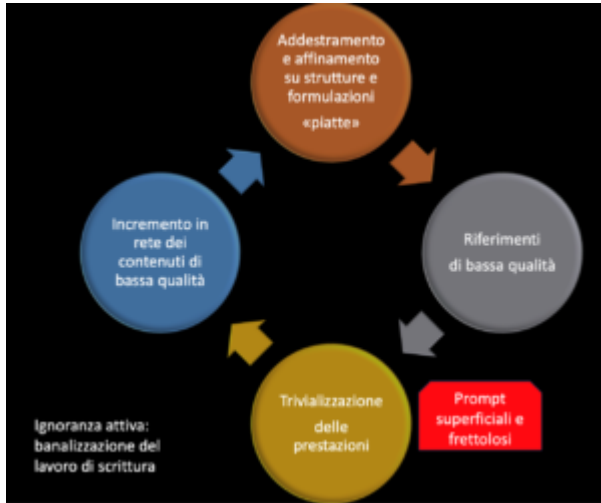 Addestramento
e affinamento
su strutture e
formulazioni
«piatte»
Incremento in
rete dei
contenuti di
bassa qualità
Riferimenti
di bassa qualità
Trivializzazione
delle
prestazioni
Prompt
superficiali e
frettolosi
Ignoranza attiva:
banalizzazione del
lavoro di scrittura